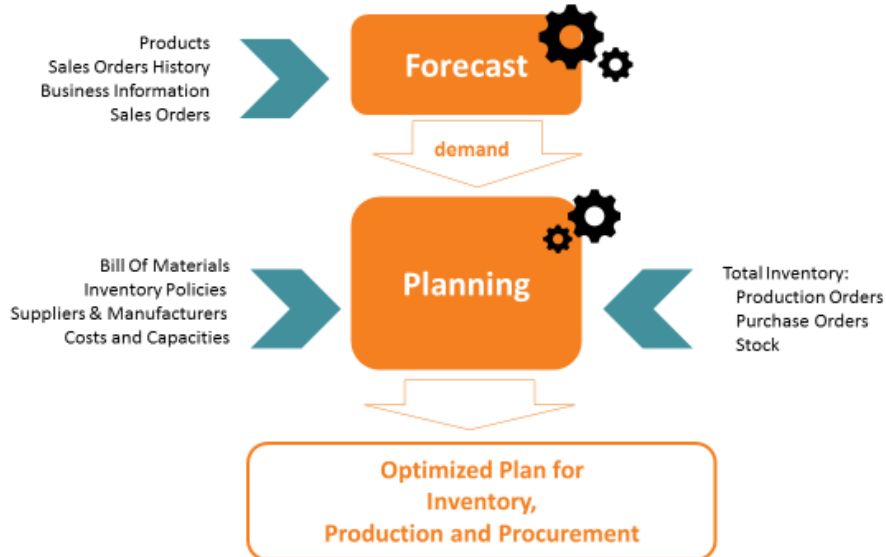 Products
Sales Orders History
Business Information
Sales Orders
Forecast
demand
Bill Of Materials
Inventory Policies
Suppliers & Manufacturers
Costs and Capacities
Planning
Total Inventory:
Production Orders
Purchase Orders
Stock
Optimized Plan for
Inventory,
Production and Procurement